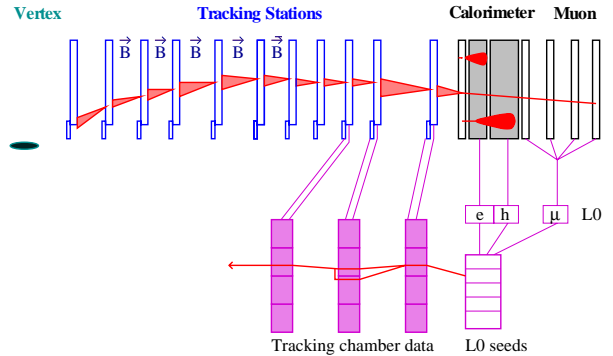 Vertex Tracking Stations Calorimeter Muon
B B B B B
e h μ L0
Tracking chamber data L0 seeds